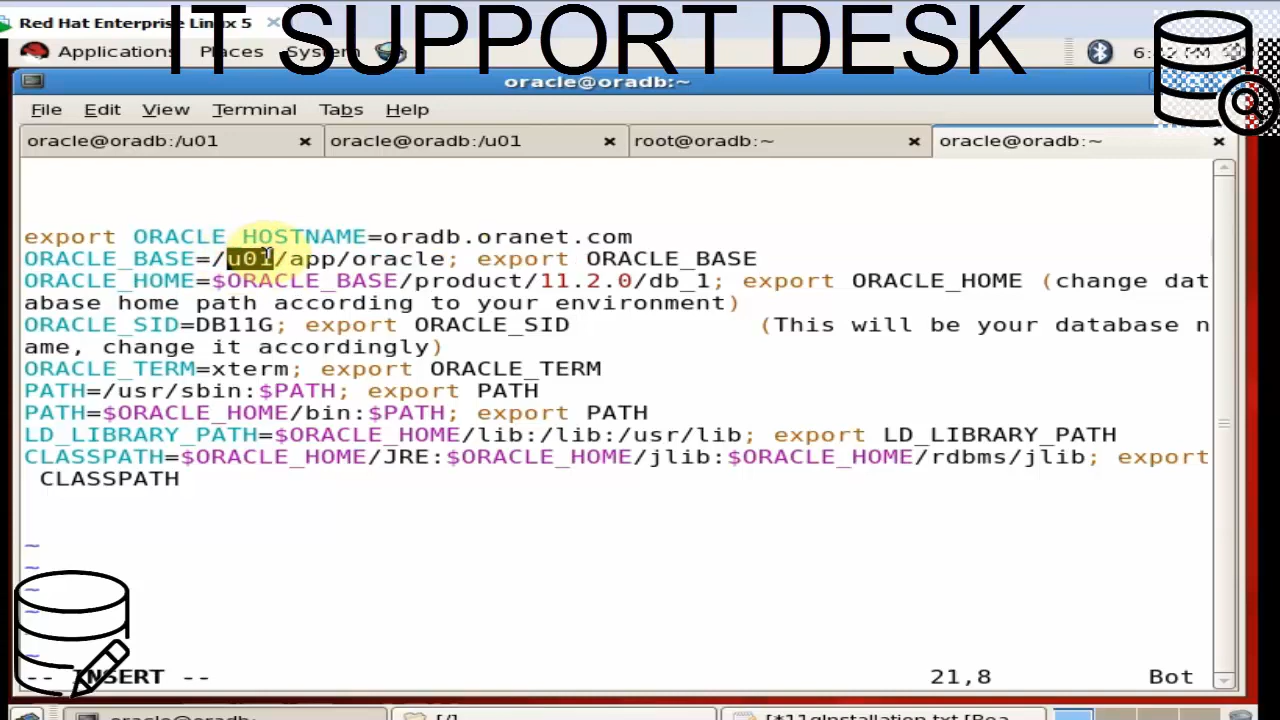 IT SUPPORT DESK
Red Hat Enterprise Linux 5
Applications Places System
oracle@oradb:~
File Edit View Terminal Tabs Help
oracle@oradb:/u01 oracle@oradb:/u01 root@oradb:~ oracle@oradb:~
export ORACLE_HOSTNAME=oradb.oranet.com
ORACLE_BASE=/u01/app/oracle; export ORACLE_BASE
ORACLE_HOME=$ORACLE_BASE/product/11.2.0/db_1; export ORACLE_HOME (change dat
abase home path according to your environment)
ORACLE_SID=DB11G; export ORACLE_SID (This will be your database n
ame, change it accordingly)
ORACLE_TERM=xterm; export ORACLE_TERM
PATH=/usr/sbin:$PATH; export PATH
PATH=$ORACLE_HOME/bin:$PATH; export PATH
LD_LIBRARY_PATH=$ORACLE_HOME/lib:/lib:/usr/lib; export LD_LIBRARY_PATH
CLASSPATH=$ORACLE_HOME/JRE:$ORACLE_HOME/jlib:$ORACLE_HOME/rdbms/jlib; export
CLASSPATH
~
~
~
~
~
~
-- INSERT -- 21,8 Bot
oracle@oradb:~ [/] [*11gInstallation.txt